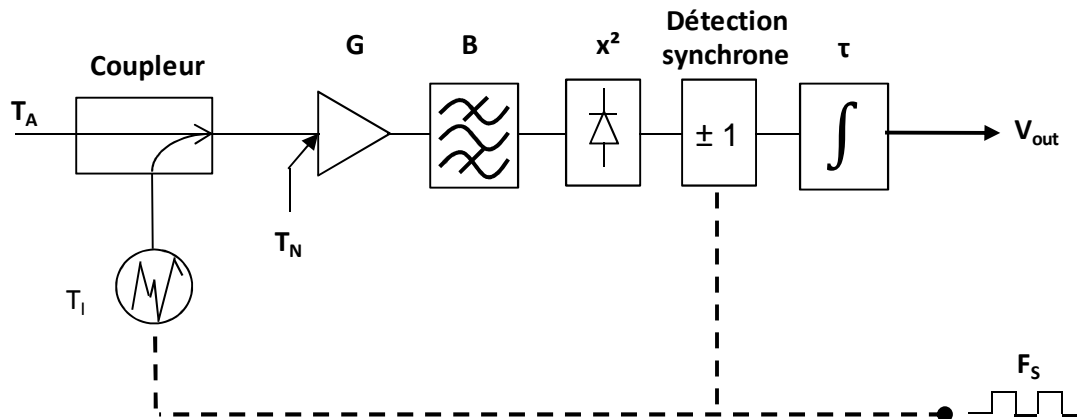 Détection
synchrone
G
B
x²
τ
Coupleur
T_A
± 1
∫
V_out
T_N
T_I
F_S